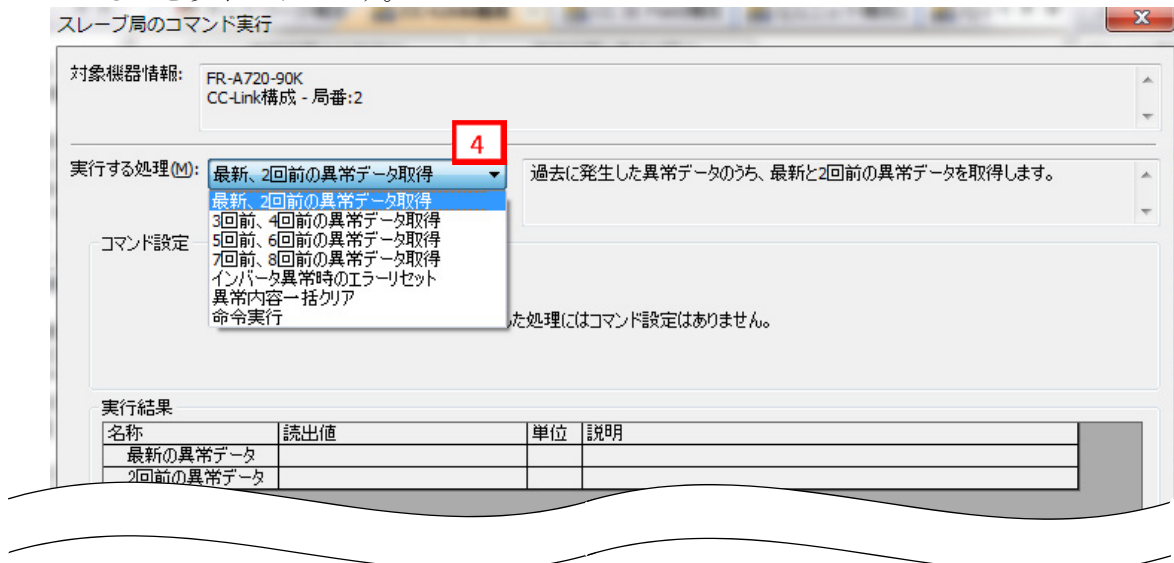 スレーブ局のコマンド実行
対象機器情報:
FR-A720-90K
CC-Link構成 - 局番:2
4
実行する処理(M):
最新、2回前の異常データ取得
過去に発生した異常データのうち、最新と2回前の異常データを取得します。
最新、2回前の異常データ取得
3回前、4回前の異常データ取得
5回前、6回前の異常データ取得
7回前、8回前の異常データ取得
インバータ異常時のエラーリセット
異常内容一括クリア
命令実行
コマンド設定
た処理にはコマンド設定はありません。
実行結果
名称 読出値 単位 説明
最新の異常データ
2回前の異常データ